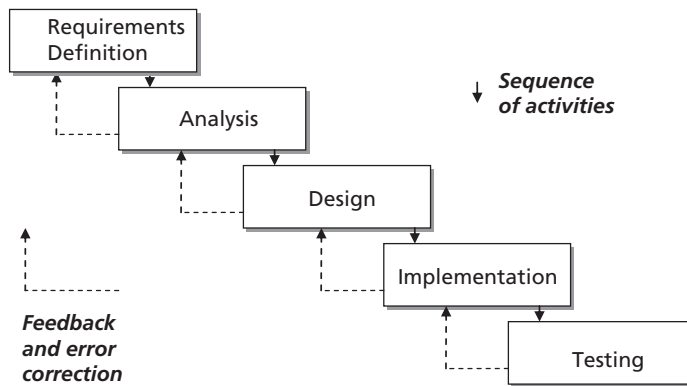 Requirements
Definition
Sequence
of activities
Analysis
Design
Implementation
Feedback
and error
correction
Testing